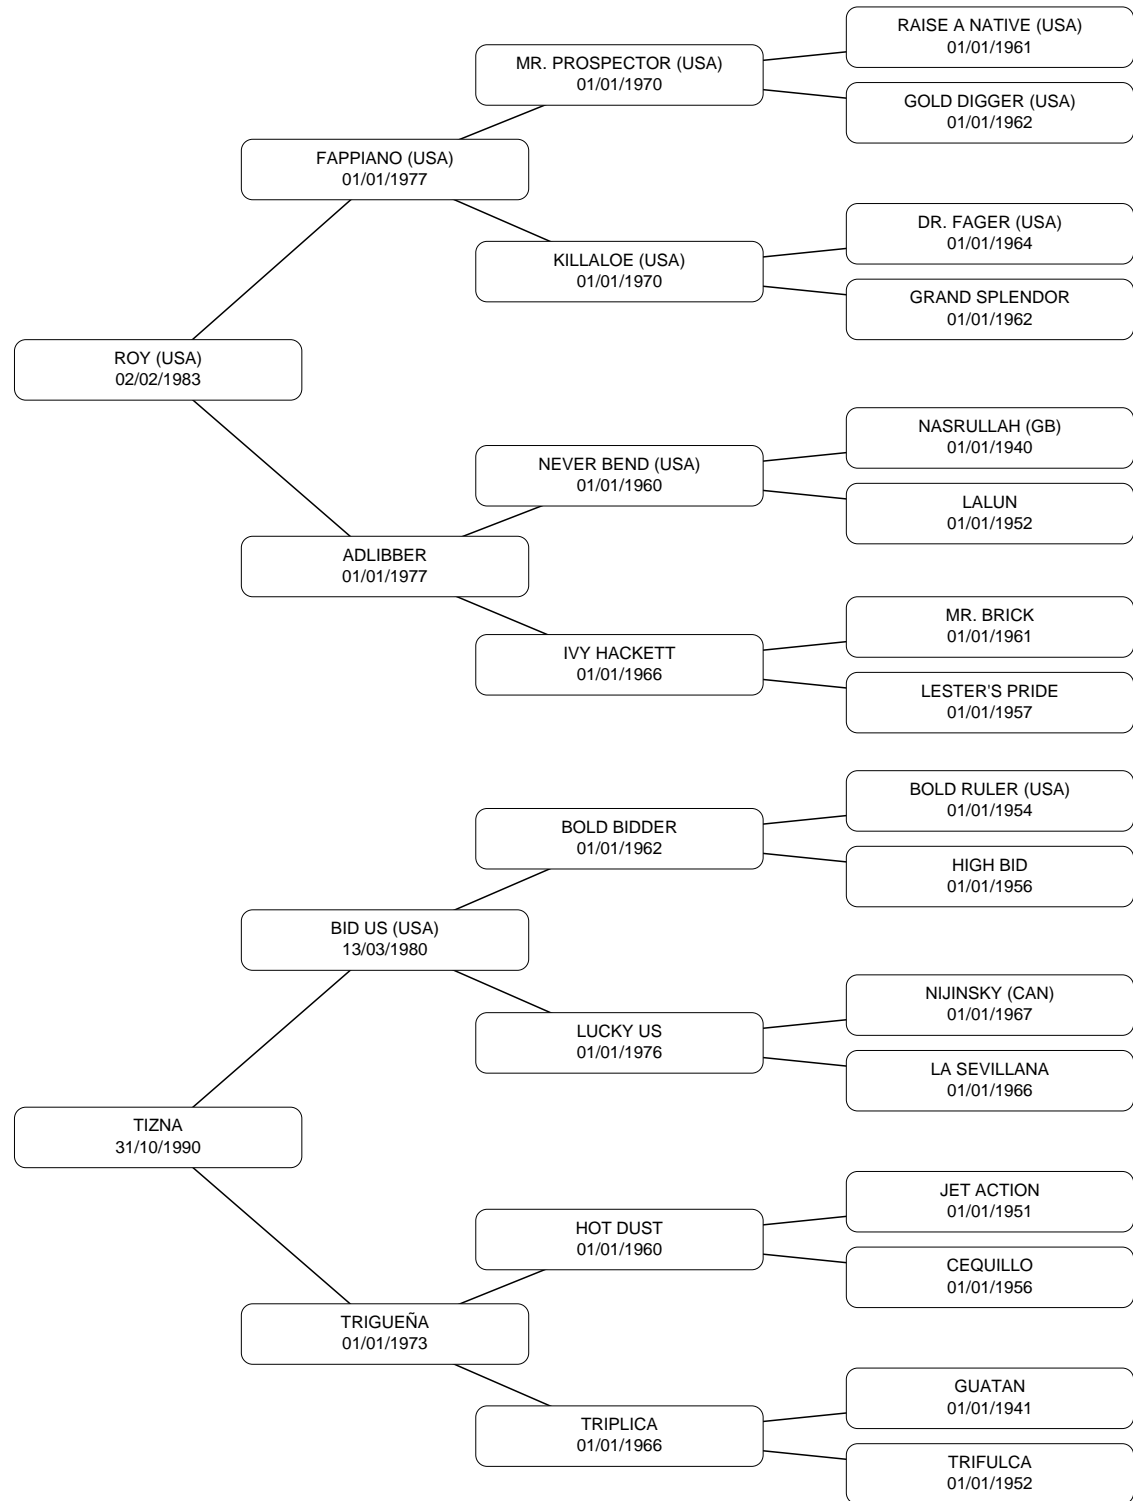 RAISE A NATIVE (USA)
01/01/1961
MR. PROSPECTOR (USA)
01/01/1970
GOLD DIGGER (USA)
01/01/1962
FAPPIANO (USA)
01/01/1977
DR. FAGER (USA)
01/01/1964
KILLALOE (USA)
01/01/1970
GRAND SPLENDOR
01/01/1962
ROY (USA)
02/02/1983
NASRULLAH (GB)
01/01/1940
NEVER BEND (USA)
01/01/1960
LALUN
01/01/1952
ADLIBBER
01/01/1977
MR. BRICK
01/01/1961
IVY HACKETT
01/01/1966
LESTER'S PRIDE
01/01/1957
BOLD RULER (USA)
01/01/1954
BOLD BIDDER
01/01/1962
HIGH BID
01/01/1956
BID US (USA)
13/03/1980
NIJINSKY (CAN)
01/01/1967
LUCKY US
01/01/1976
LA SEVILLANA
01/01/1966
TIZNA
31/10/1990
JET ACTION
01/01/1951
HOT DUST
01/01/1960
CEQUILLO
01/01/1956
TRIGUEÑA
01/01/1973
GUATAN
01/01/1941
TRIPLICA
01/01/1966
TRIFULCA
01/01/1952